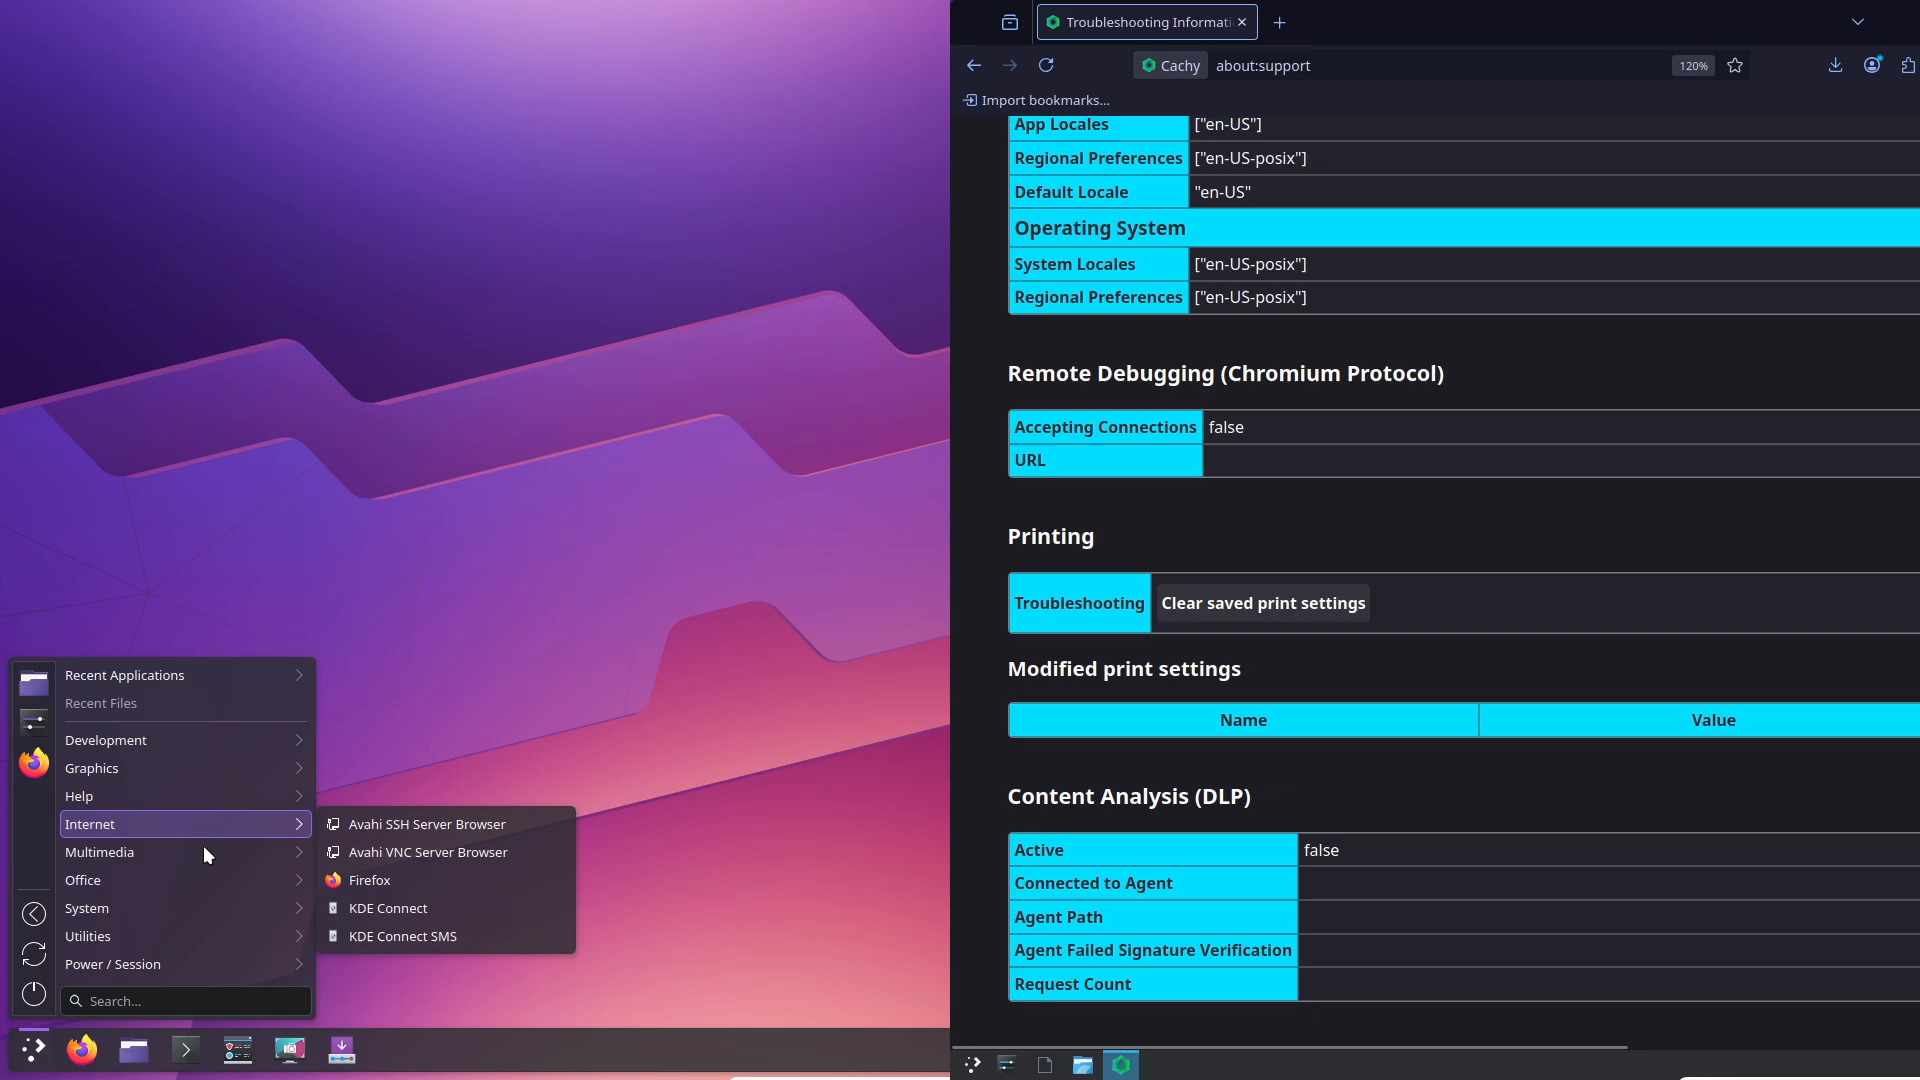 Recent Applications
Recent Files
Development
Graphics
Help
Internet
Multimedia
Office
System
Utilities
Power / Session
Search...
Avahi SSH Server Browser
Avahi VNC Server Browser
Firefox
KDE Connect
KDE Connect SMS
Troubleshooting Informati
Cachy
about:support
120%
Import bookmarks...
App Locales ["en-US"]
Regional Preferences ["en-US-posix"]
Default Locale "en-US"
Operating System
System Locales ["en-US-posix"]
Regional Preferences ["en-US-posix"]
Remote Debugging (Chromium Protocol)
Accepting Connections false
URL
Printing
Troubleshooting Clear saved print settings
Modified print settings
Name Value
Content Analysis (DLP)
Active false
Connected to Agent
Agent Path
Agent Failed Signature Verification
Request Count